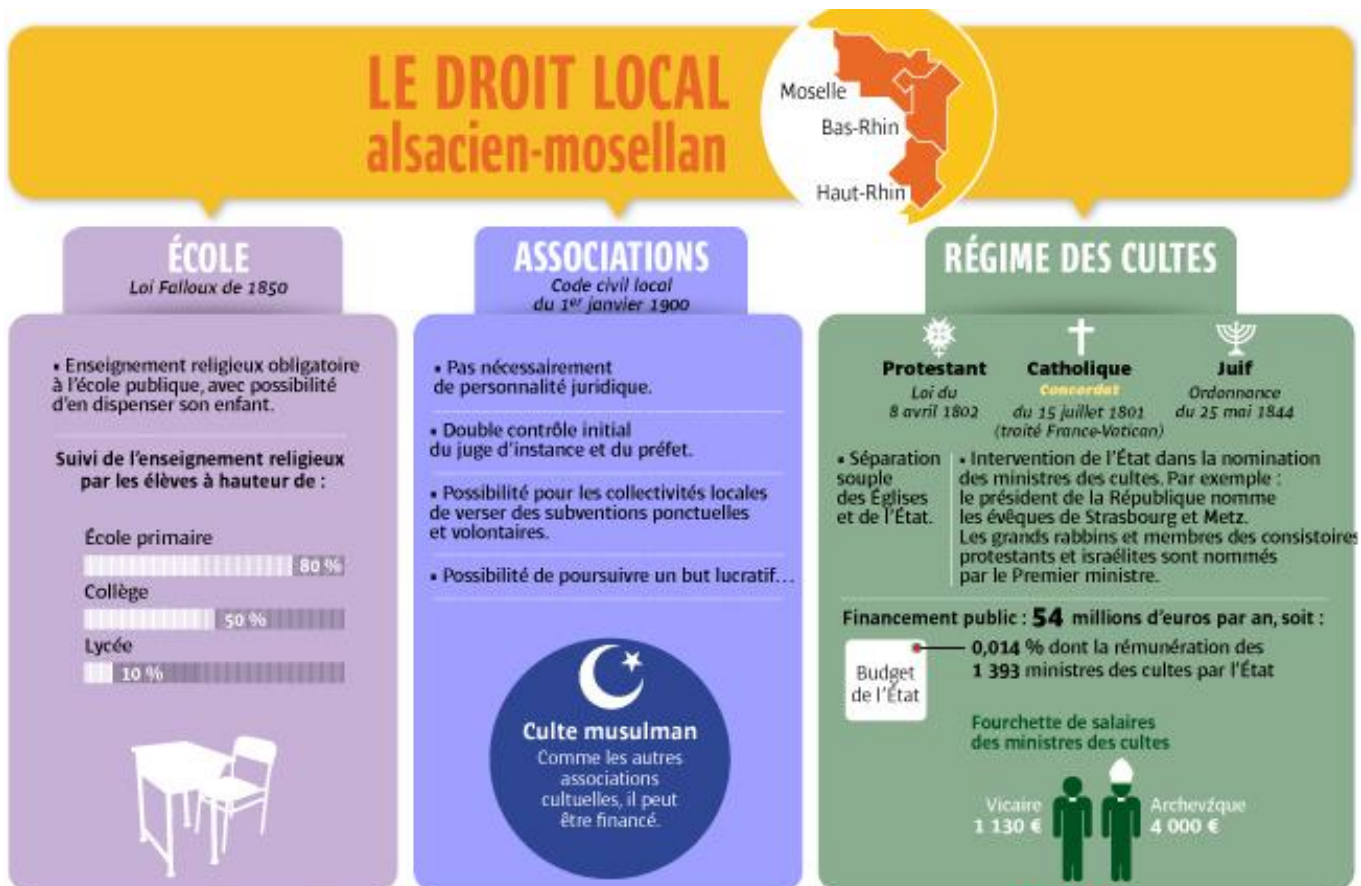 LE DROIT LOCAL
alsacien-mosellan
Moselle
Bas-Rhin
Haut-Rhin
ÉCOLE
Loi Falloux de 1850
▪ Enseignement religieux obligatoire
à l'école publique, avec possibilité
d'en dispenser son enfant.
Suivi de l'enseignement religieux
par les élèves à hauteur de :
École primaire
80 %
Collège
50 %
Lycée
10 %
ASSOCIATIONS
Code civil local
du 1er janvier 1900
▪ Pas nécessairement
de personnalité juridique.
▪ Double contrôle initial
du juge d'instance et du préfet.
▪ Possibilité pour les collectivités locales
de verser des subventions ponctuelles
et volontaires.
▪ Possibilité de poursuivre un but lucratif...
Culte musulman
Comme les autres
associations
cultuelles, il peut
être financé.
RÉGIME DES CULTES
Protestant
Loi du
8 avril 1802
Catholique
Concordat
du 15 juillet 1801
(traité France-Vatican)
Juif
Ordonnance
du 25 mai 1844
▪ Séparation
souple
des Églises
et de l'État.
▪ Intervention de l'État dans la nomination
des ministres des cultes. Par exemple :
le président de la République nomme
les évêques de Strasbourg et Metz.
Les grands rabbins et membres des consistoires
protestants et israélites sont nommés
par le Premier ministre.
Financement public : 54 millions d'euros par an, soit :
Budget
de l'État
0,014 % dont la rémunération des
1 393 ministres des cultes par l'État
Fourchette de salaires
des ministres des cultes
Vicaire
1 130 €
Archevźque
4 000 €